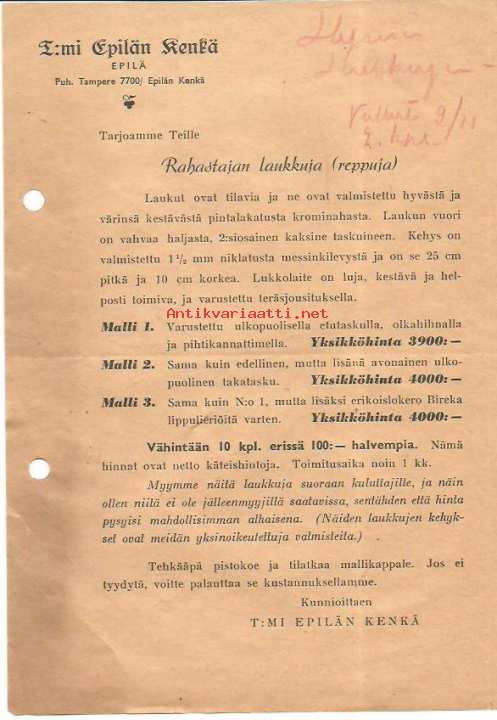 T:mi Epilän Kenkä
EPILÄ
Puh. Tampere 7700/ Epilän Kenkä
9/11
2. kpl.
Tarjoamme Teille
Rahastajan laukkuja (reppuja)
Laukut ovat tilavia ja ne ovat valmistettu hyvästä ja
värinsä kestävästä pintalakatusta krominahasta. Laukun vuori
on vahvaa haljasta, 2:siosainen kaksine taskuineen. Kehys on
valmistettu 1 1/2 mm niklatusta messinkilevystä ja on se 25 cm
pitkä ja 10 cm korkea. Lukkolaite on luja, kestävä ja hel-
posti toimiva, ja varustettu teräsjousituksella.
Antikvariaatti.net
Malli 1. Varustettu ulkopuolisella etutaskulla, olkahihnalla
ja pihtikannattimella. Yksikköhinta 3900:—
Malli 2. Sama kuin edellinen, mutta lisänä avonainen ulko-
puolinen takatasku. Yksikköhinta 4000:—
Malli 3. Sama kuin N:o 1, mutta lisäksi erikoislokero Bireka
lippulieriöitä varten. Yksikköhinta 4000:—
Vähintään 10 kpl. erissä 100:— halvempia. Nämä
hinnat ovat netto käteishintoja. Toimitusaika noin 1 kk.
Myymme näitä laukkuja suoraan kuluttajille, ja näin
ollen niitä ei ole jälleenmyyjillä saatavissa, sentähden että hinta
pysyisi mahdollisimman alhaisena. (Näiden laukkujen kehyk-
set ovat meidän yksinoikeutettuja valmisteita.)
Tehkääpä pistokoe ja tilatkaa mallikappale. Jos ei
tyydytä, voitte palauttaa se kustannuksellamme.
Kunnioittaen
T:MI EPILÄN KENKÄ